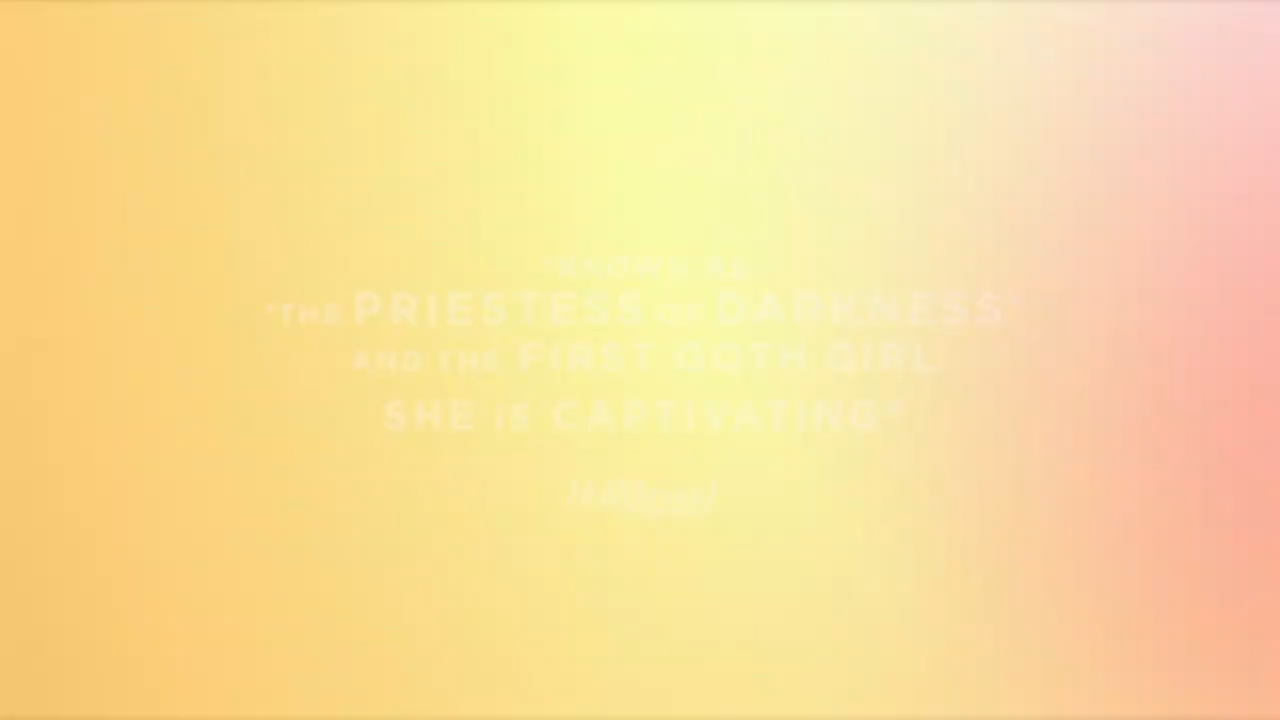 "KNOWN AS
"THE PRIESTESS OF DARKNESS"
AND THE FIRST GOTH GIRL
SHE IS CAPTIVATING"